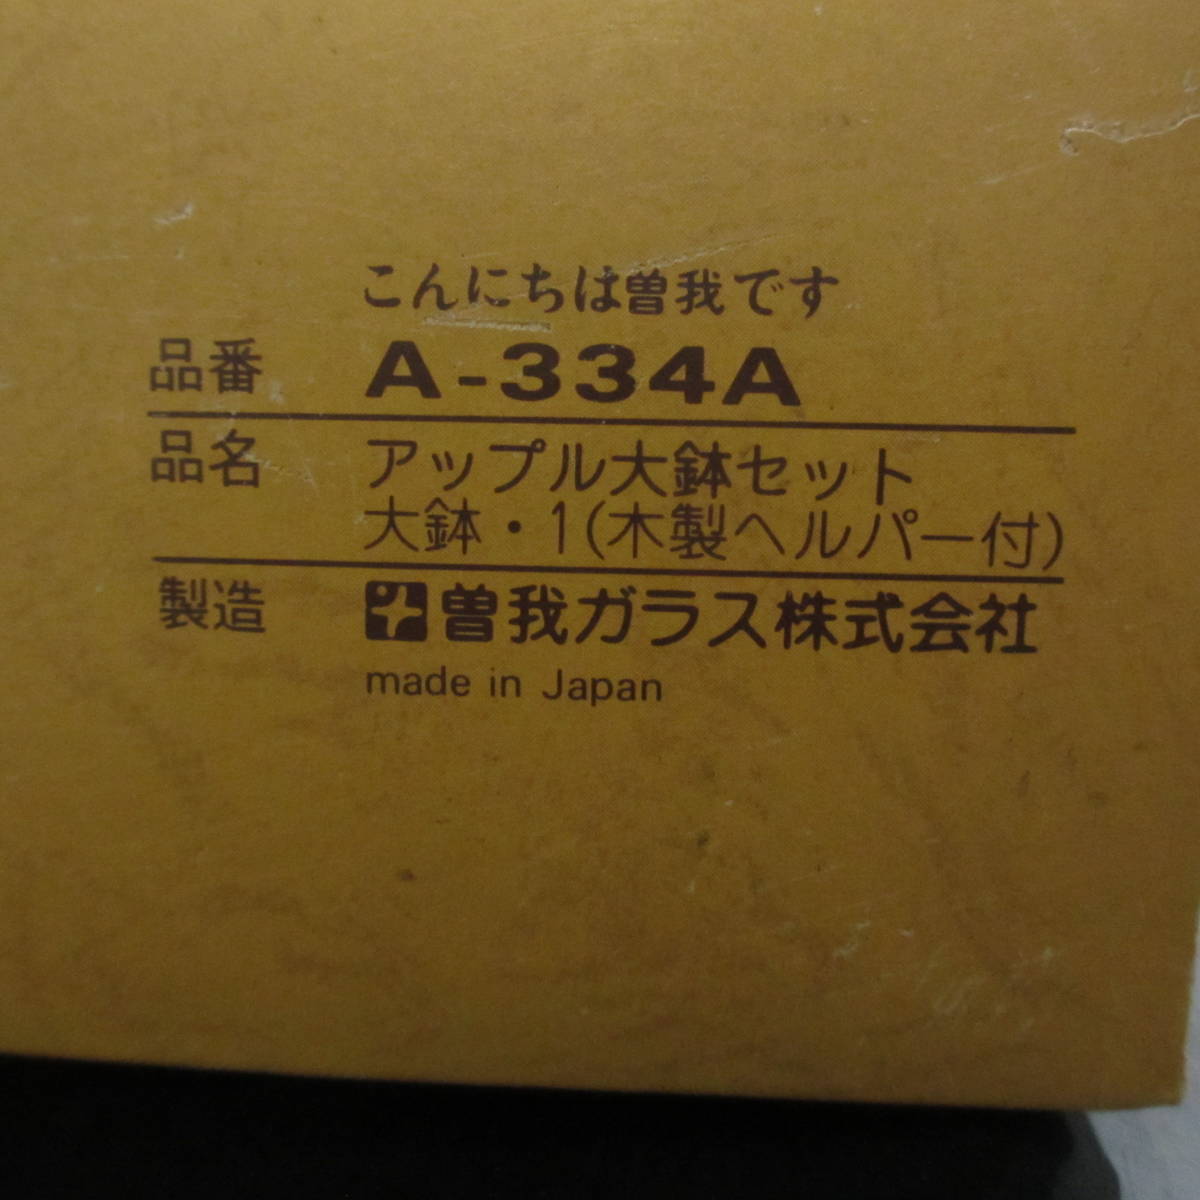 こんにちは曽我です
品番 A-334A
品名 アップル大鉢セット
大鉢・1(木製ヘルパー付)
製造 曽我ガラス株式会社
made in Japan